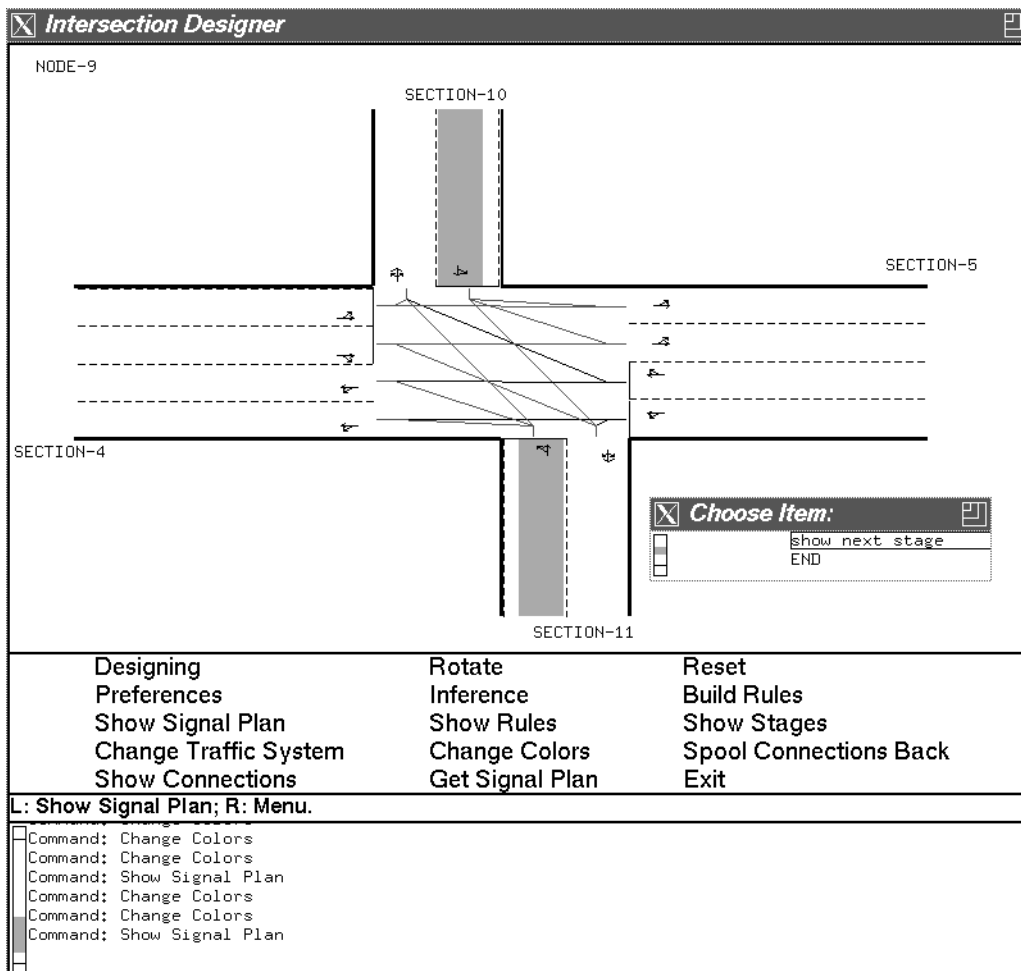 Intersection Designer
NODE-9
SECTION-10
SECTION-5
SECTION-4
Choose Item:
show next stage
END
SECTION-11
Designing Rotate Reset
Preferences Inference Build Rules
Show Signal Plan Show Rules Show Stages
Change Traffic System Change Colors Spool Connections Back
Show Connections Get Signal Plan Exit
L: Show Signal Plan; R: Menu.
Command: Change Colors
Command: Change Colors
Command: Show Signal Plan
Command: Change Colors
Command: Change Colors
Command: Show Signal Plan